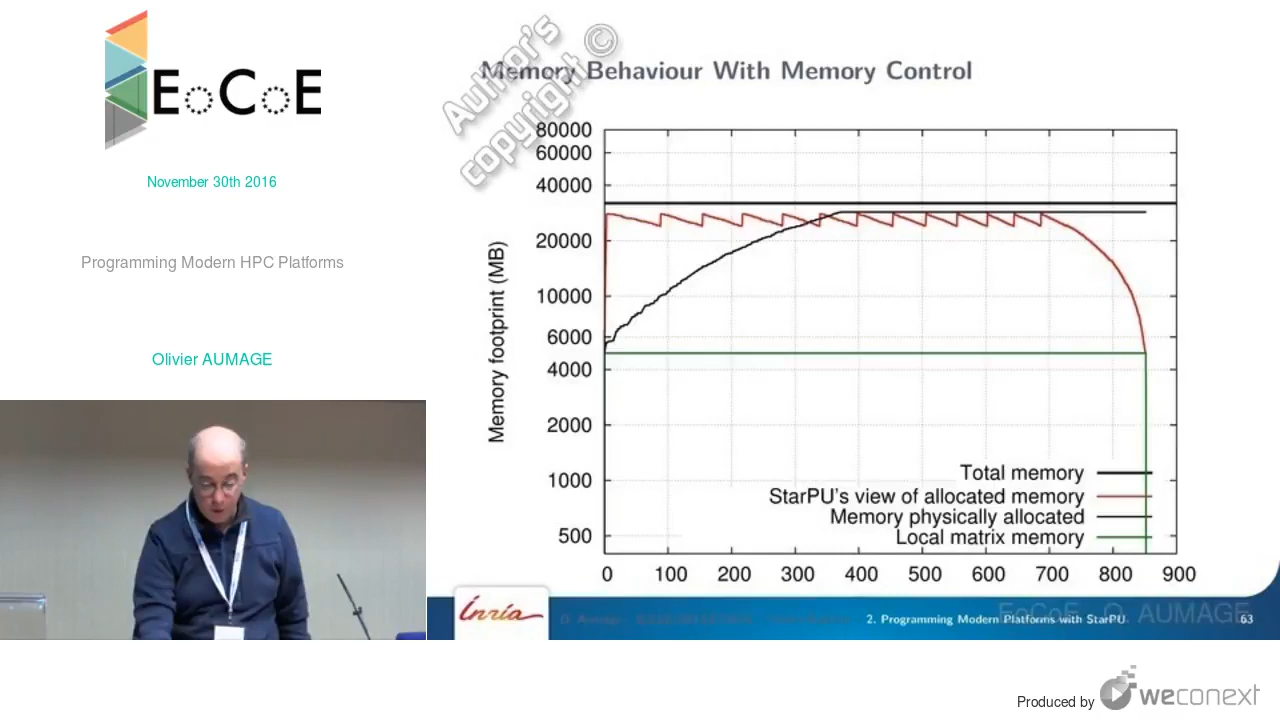 EoCoE
November 30th 2016
Programming Modern HPC Platforms
Olivier AUMAGE
Author's
copyright ©
Memory Behaviour With Memory Control
80000
60000
40000
20000
10000
6000
4000
2000
1000
500
Memory footprint (MB)
Total memory
StarPU's view of allocated memory
Memory physically allocated
Local matrix memory
0 100 200 300 400 500 600 700 800 900
Inria
O. Aumage
EoCoE O. AUMAGE
2. Programming Modern Platforms with StarPU
63
Produced by weconext